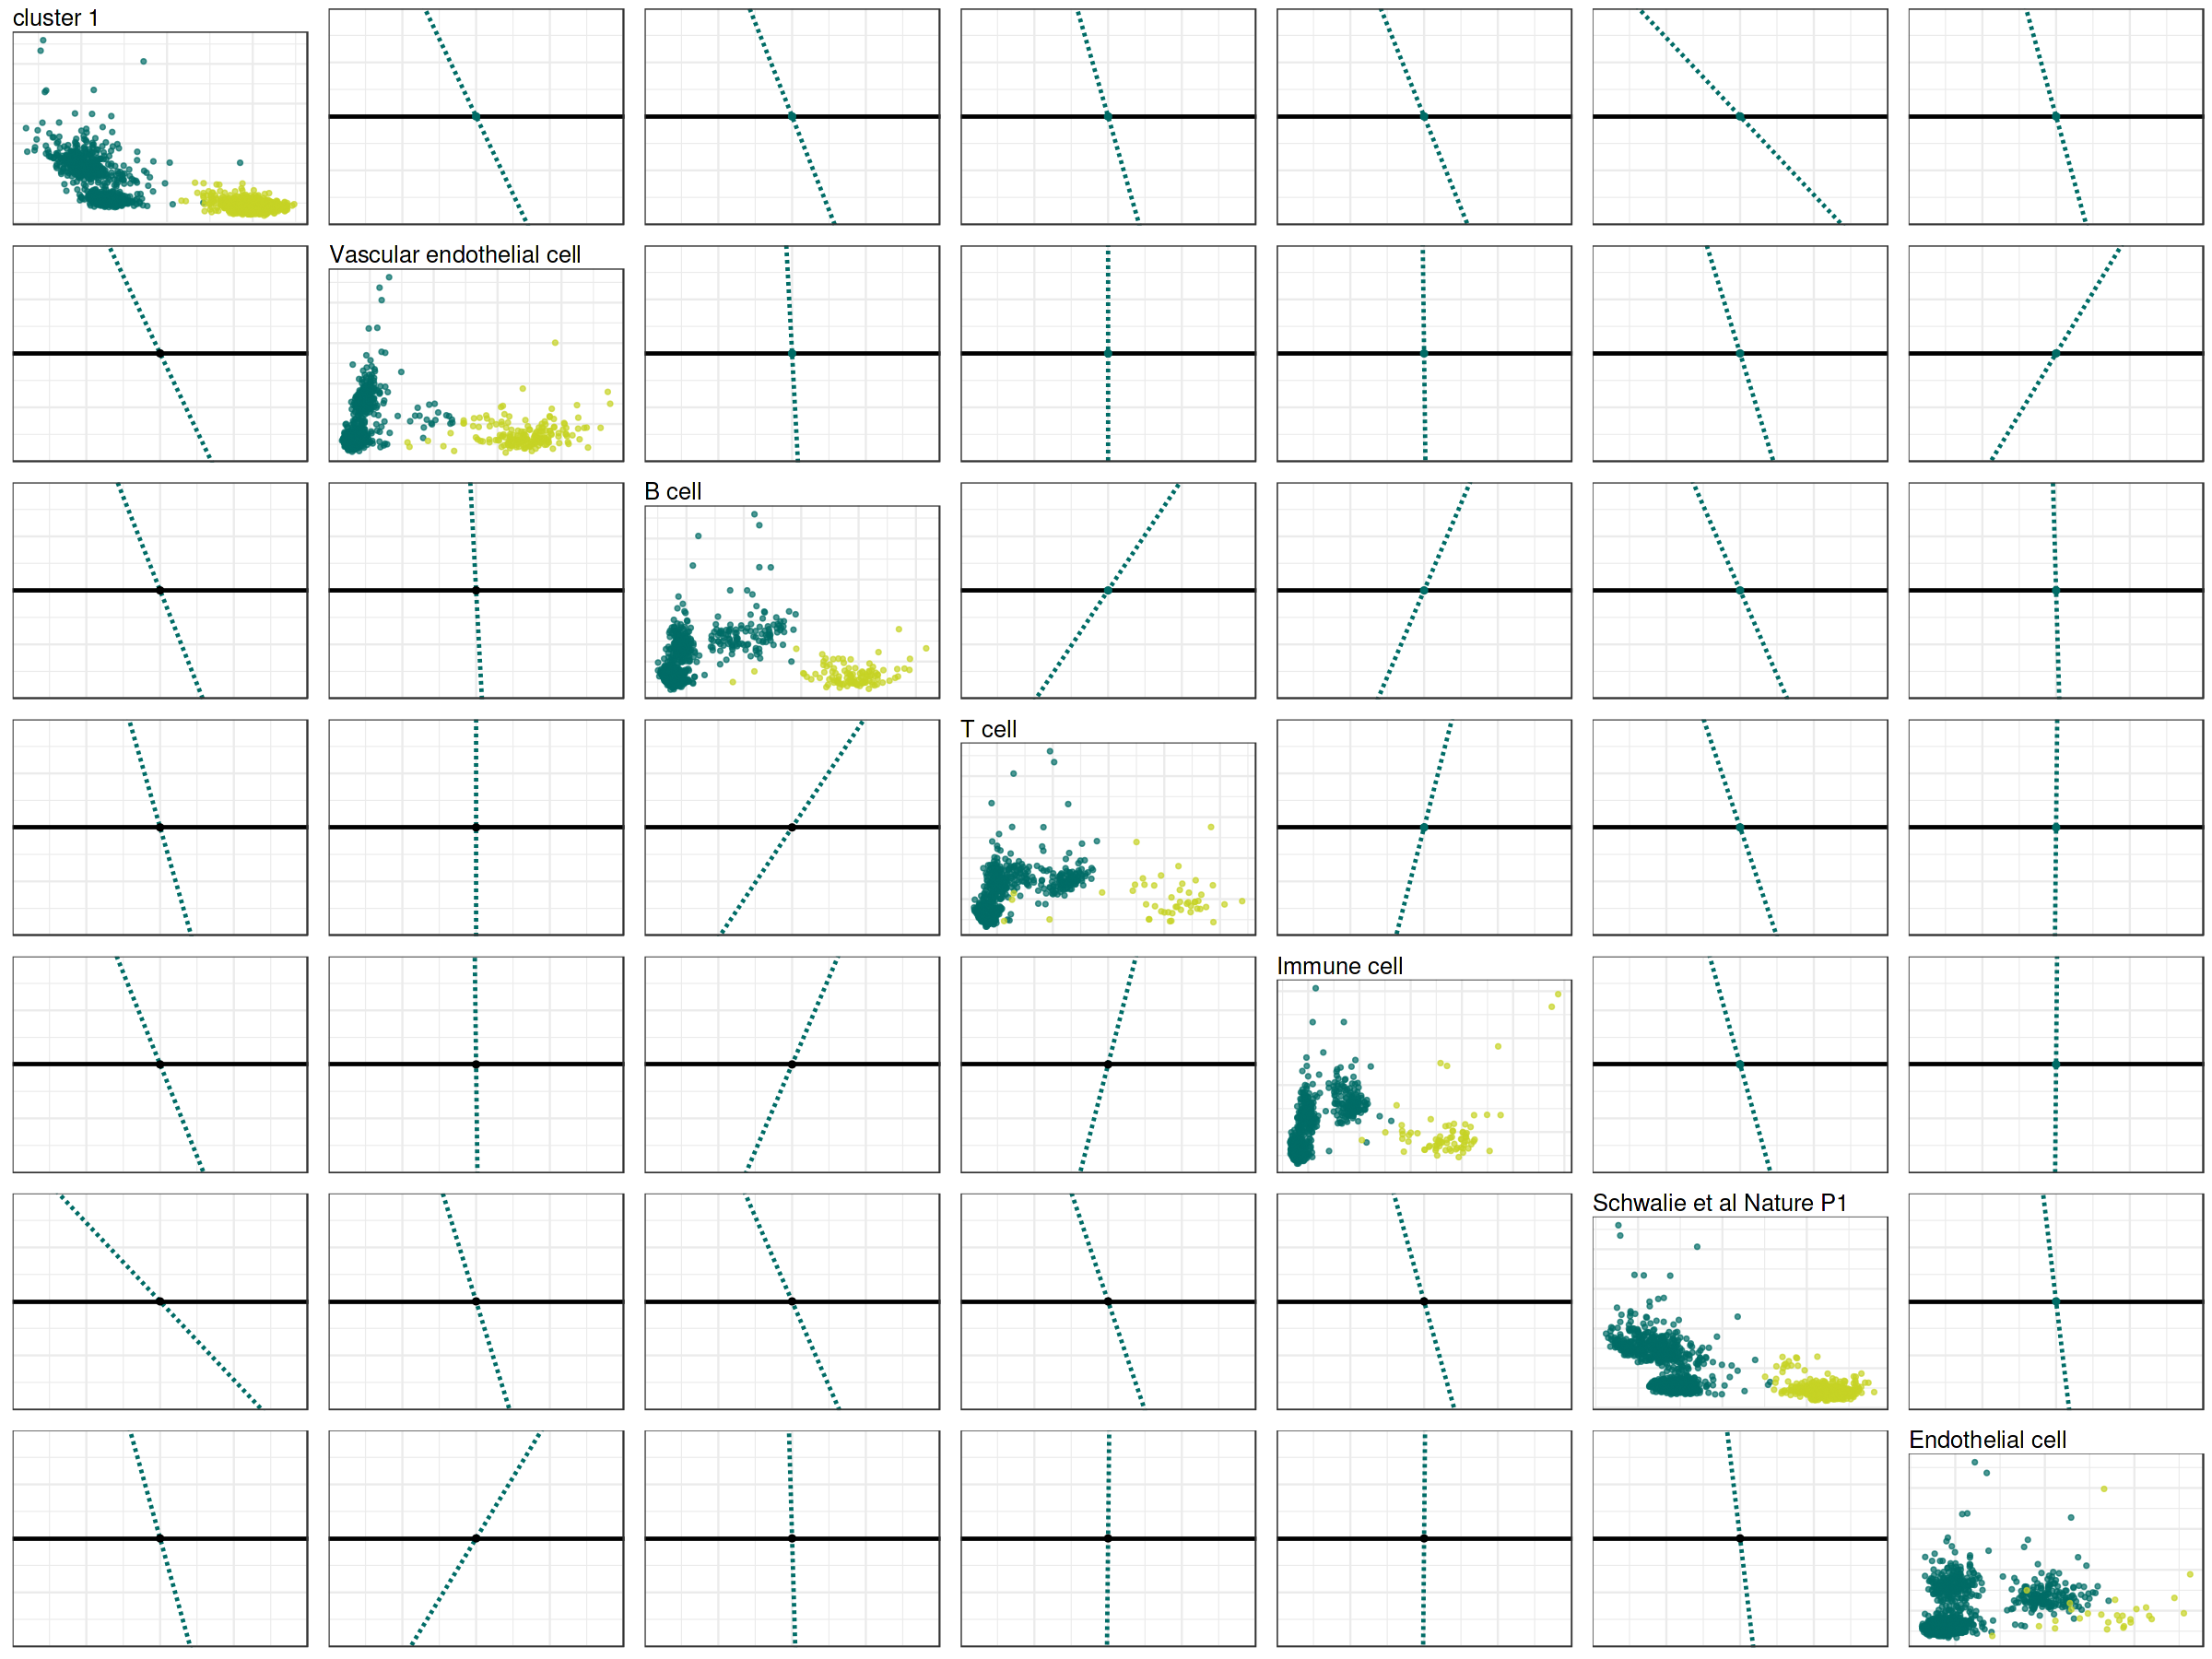 cluster 1
Vascular endothelial cell
B cell
T cell
Immune cell
Schwalie et al Nature P1
Endothelial cell